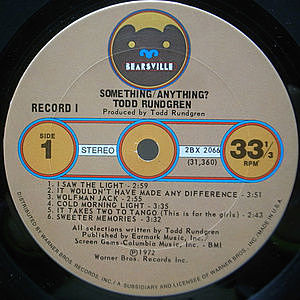 BEARSVILLE
SOMETHING/ANYTHING?
TODD RUNDGREN
Produced by Todd Rundgren
RECORD I
SIDE
1
STEREO
2BX 2066
(31,360)
33 1/3
RPM
1. I SAW THE LIGHT - 2:59
2. IT WOULDN'T HAVE MADE ANY DIFFERENCE - 3:51
3. WOLFMAN JACK - 2:55
4. COLD MORNING LIGHT - 3:55
5. IT TAKES TWO TO TANGO (This is for the girls) - 2:43
6. SWEETER MEMORIES - 3:32
All selections written by Todd Rundgren
Published by Earmark Music, Inc./
Screen Gems-Columbia Music, Inc. - BMI
℗1972
Warner Bros. Records Inc.
DISTRIBUTED BY WARNER BROS. RECORDS INC., A SUBSIDIARY AND LICENSEE OF WARNER BROS. INC. MADE IN U.S.A.